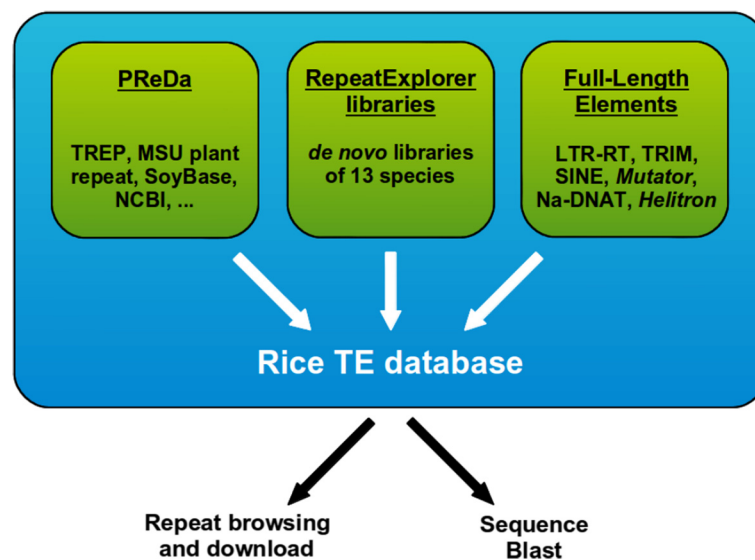 PReDa
TREP, MSU plant
repeat, SoyBase,
NCBI, ...
RepeatExplorer
libraries
de novo libraries
of 13 species
Full-Length
Elements
LTR-RT, TRIM,
SINE, Mutator,
Na-DNAT, Helitron
Rice TE database
Repeat browsing
and download
Sequence
Blast